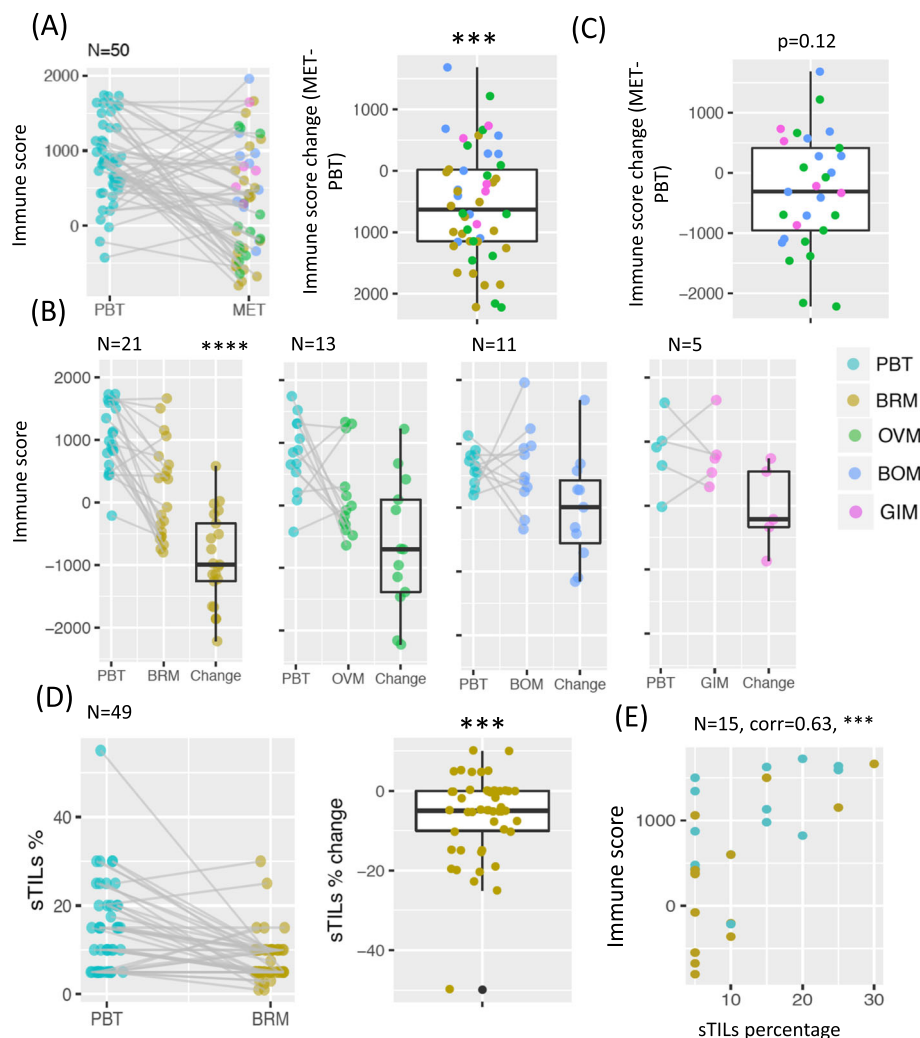 (A)
N=50
Immune score
2000
1000
0
PBT
MET
***
Immune score change (MET-
PBT)
1000
0
1000
2000
(C)
p=0.12
Immune score change (MET-
PBT)
1000
0
−1000
−2000
(B)
N=21
****
Immune score
2000
1000
0
−1000
−2000
PBT
BRM
Change
N=13
PBT
OVM
Change
N=11
PBT
BOM
Change
N=5
PBT
GIM
Change
PBT
BRM
OVM
BOM
GIM
(D)
N=49
sTILs %
40
20
0
PBT
BRM
***
sTILs % change
0
−20
−40
(E)
N=15, corr=0.63, ***
Immune score
1000
0
10
20
30
sTILs percentage